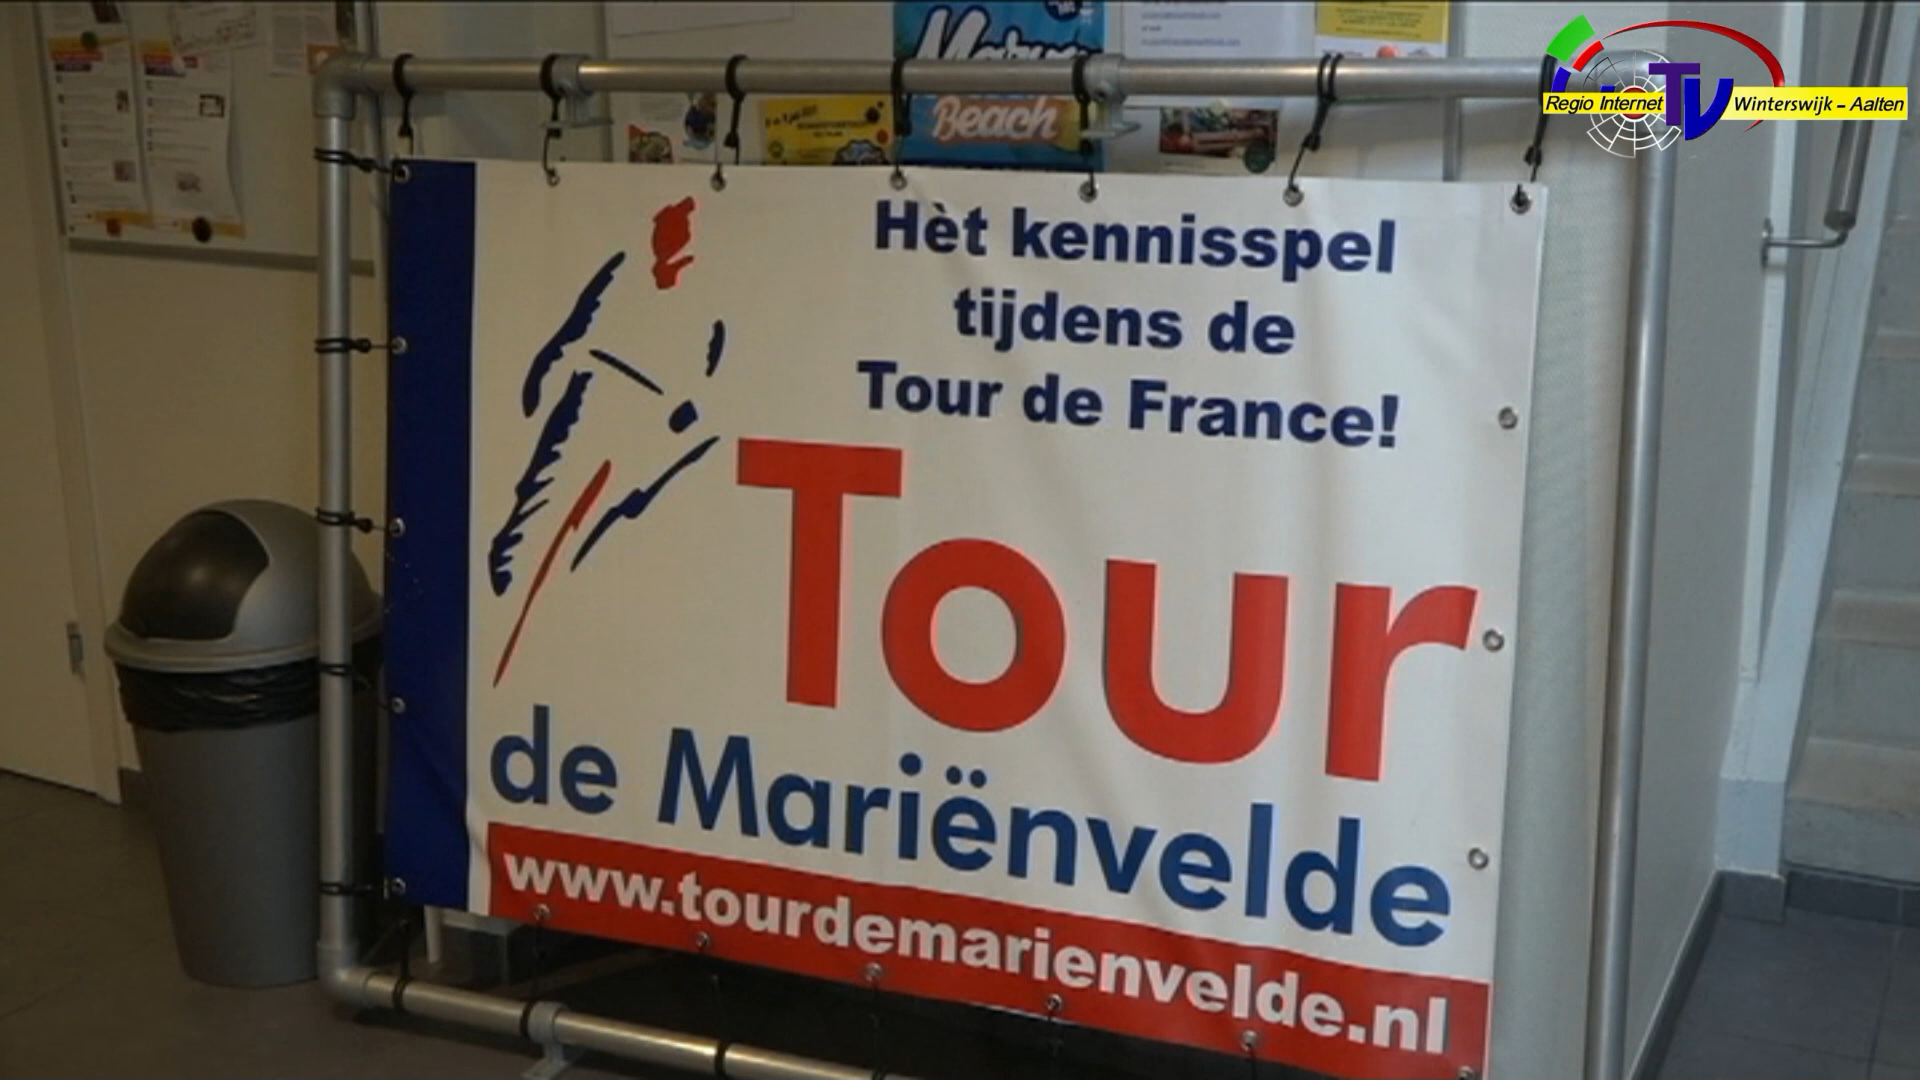 Beach
Regio Internet TV Winterswijk - Aalten
Hèt kennisspel
tijdens de
Tour de France!
Tour
de Mariënvelde
www.tourdemarienvelde.nl